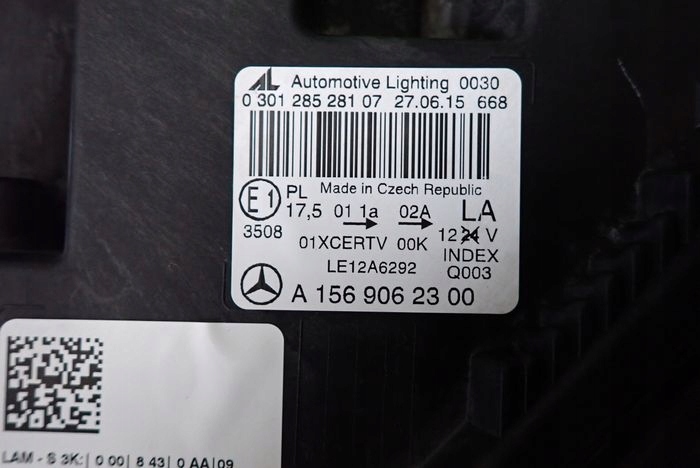 AL Automotive Lighting 0030
0 301 285 281 07 27.06.15 668
E1 PL Made in Czech Republic
17,5 01 1a 02A LA
3508 12 24 V
01XCERTV 00K INDEX
LE12A6292 Q003
A 156 906 23 00
LAM - S 3K:| 0 00| 8 43| 0 AA|09